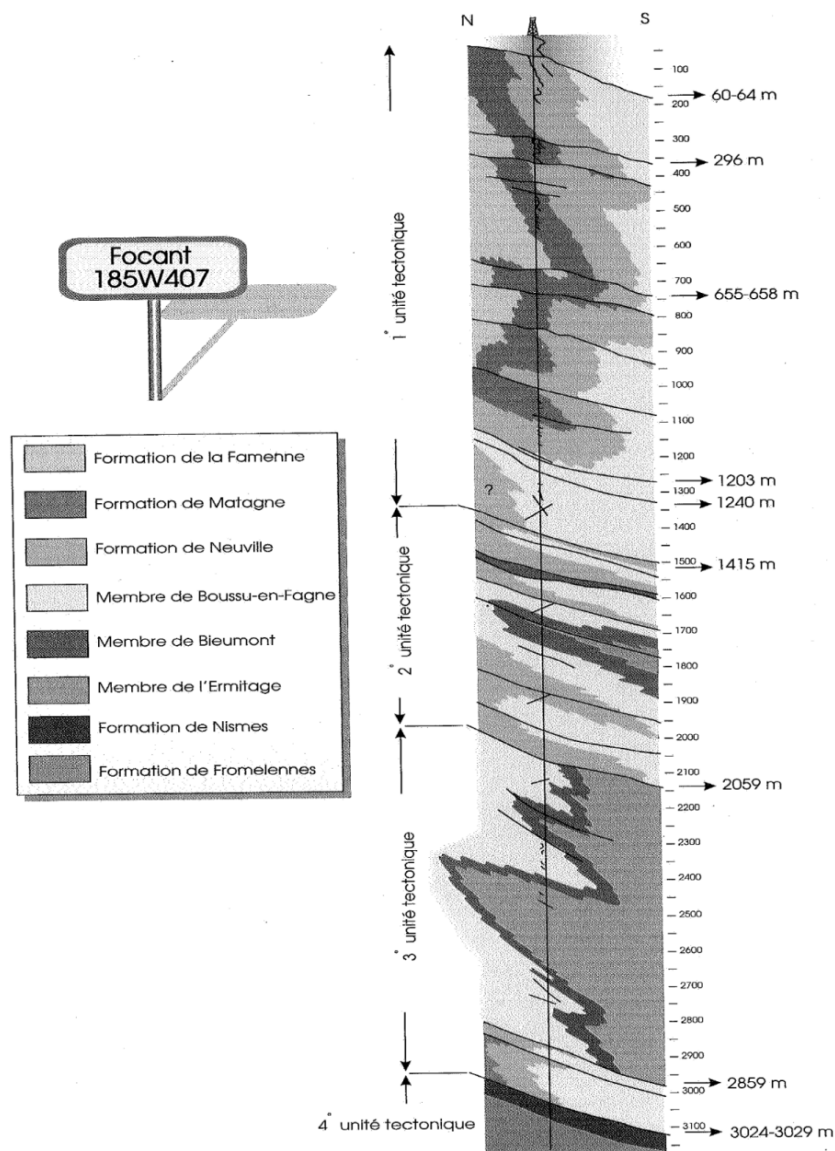 N
S
100
200
300
400
500
600
700
800
900
1000
1100
1200
1300
1400
1500
1600
1700
1800
1900
2000
2100
2200
2300
2400
2500
2600
2700
2800
2900
3000
3100
60-64 m
296 m
655-658 m
1203 m
1240 m
1415 m
2059 m
2859 m
3024-3029 m
1° unité tectonique
2° unité tectonique
3° unité tectonique
4° unité tectonique
?
Focant
185W407
Formation de la Famenne
Formation de Matagne
Formation de Neuville
Membre de Boussu-en-Fagne
Membre de Bieumont
Membre de l'Ermitage
Formation de Nismes
Formation de Fromelennes